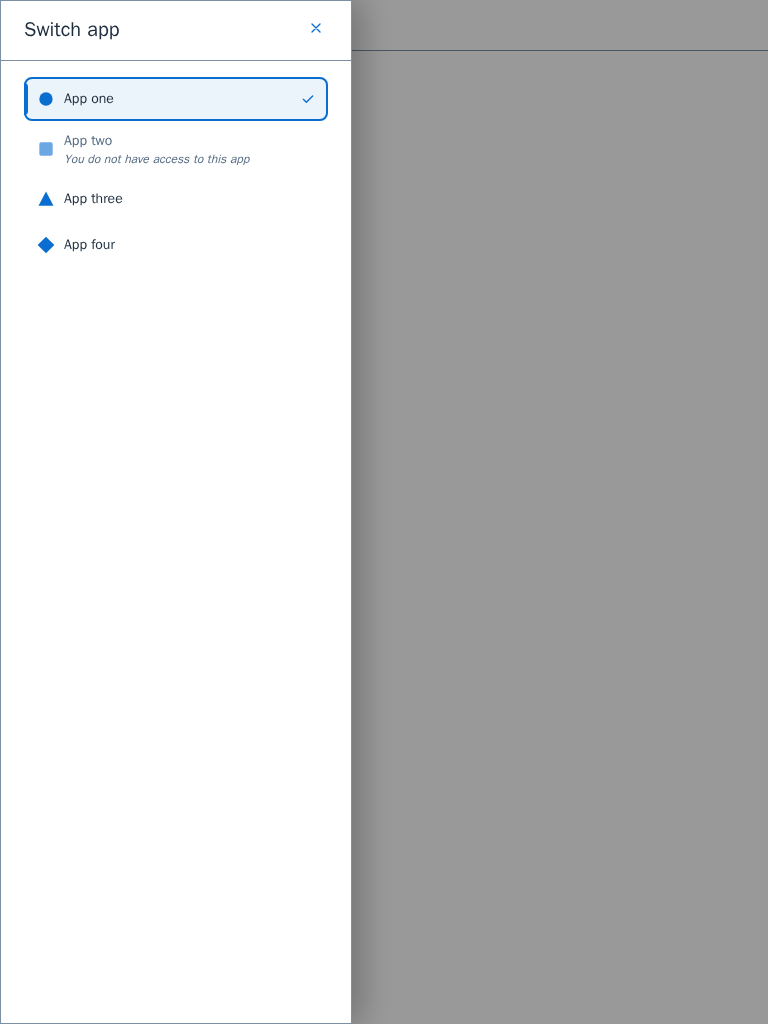 Switch app
App one
App two
You do not have access to this app
App three
App four